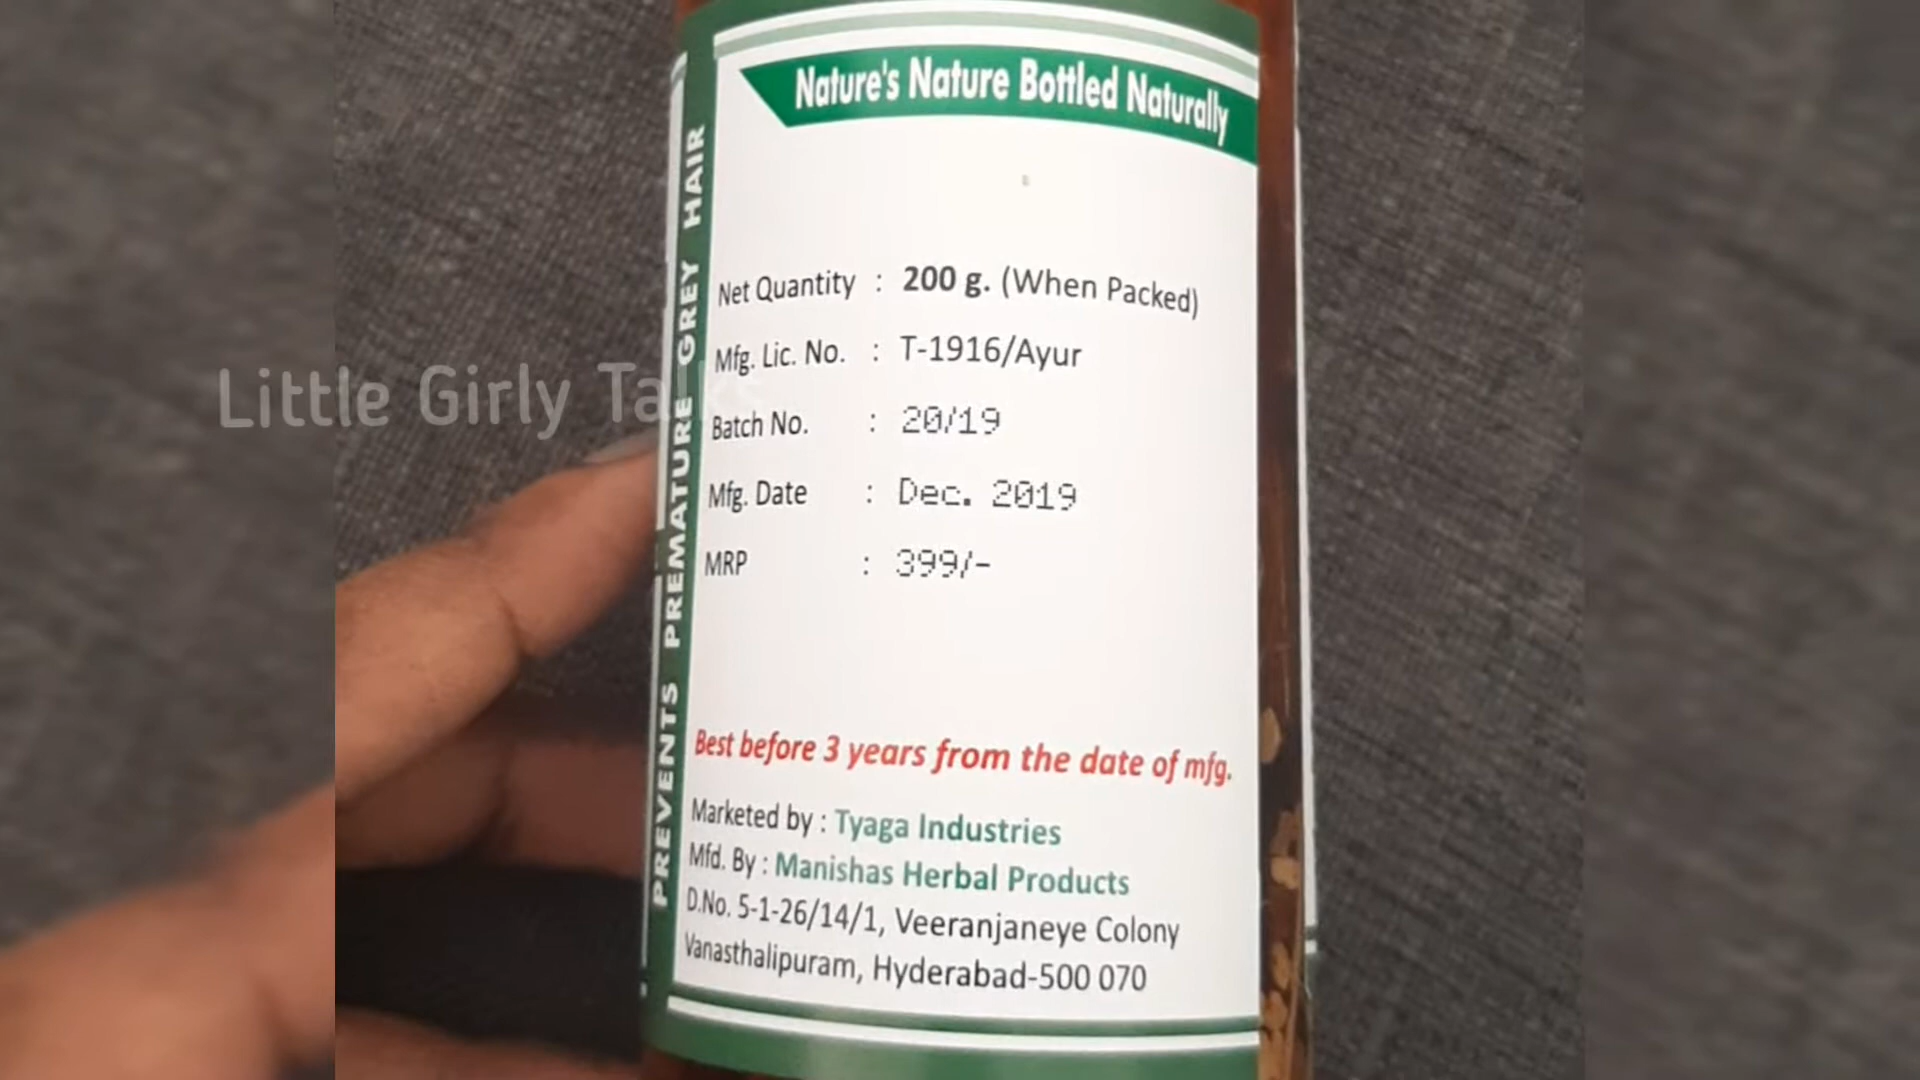 Nature's Nature Bottled Naturally
PREVENTS PREMATURE GREY HAIR
Net Quantity : 200 g. (When Packed)
Mfg. Lic. No. : T-1916/Ayur
Little Girly Talks
Batch No. : 20/19
Mfg. Date : Dec. 2019
MRP : 399/-
Best before 3 years from the date of mfg.
Marketed by : Tyaga Industries
Mfd. By : Manishas Herbal Products
D.No. 5-1-26/14/1, Veeranjaneye Colony
Vanasthalipuram, Hyderabad-500 070